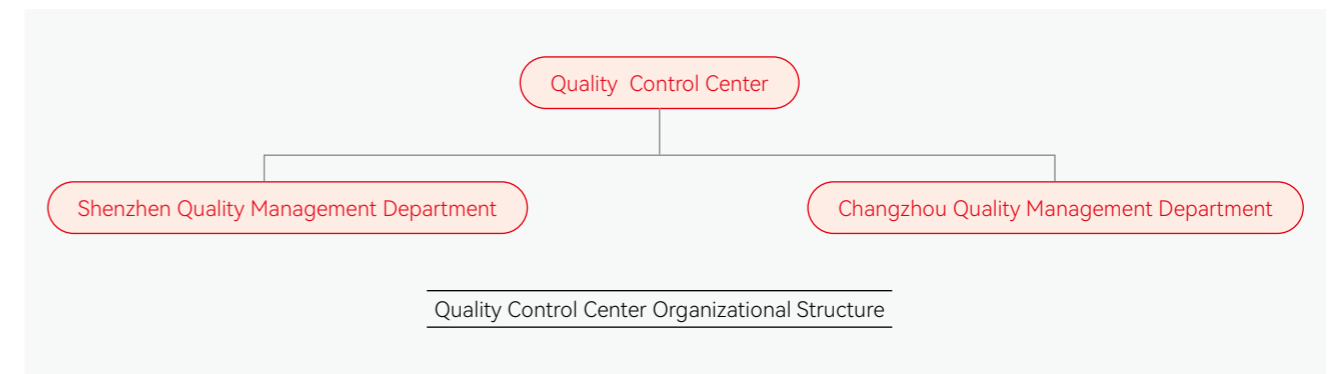 Quality Control Center
Shenzhen Quality Management Department
Changzhou Quality Management Department
Quality Control Center Organizational Structure